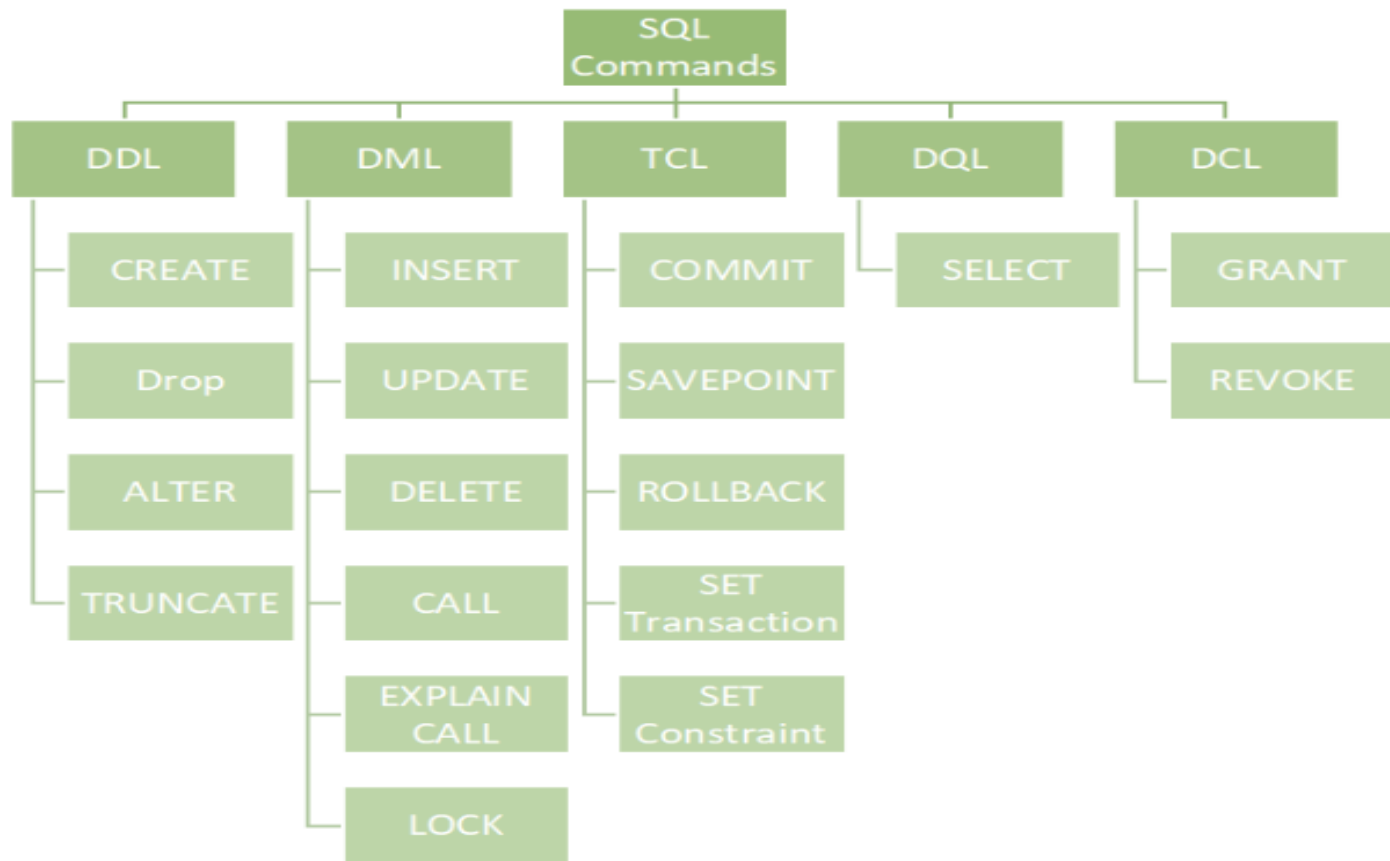 SQL
Commands
DDL
DML
TCL
DQL
DCL
CREATE
INSERT
COMMIT
SELECT
GRANT
Drop
UPDATE
SAVEPOINT
REVOKE
ALTER
DELETE
ROLLBACK
TRUNCATE
CALL
SET
Transaction
EXPLAIN
CALL
SET
Constraint
LOCK